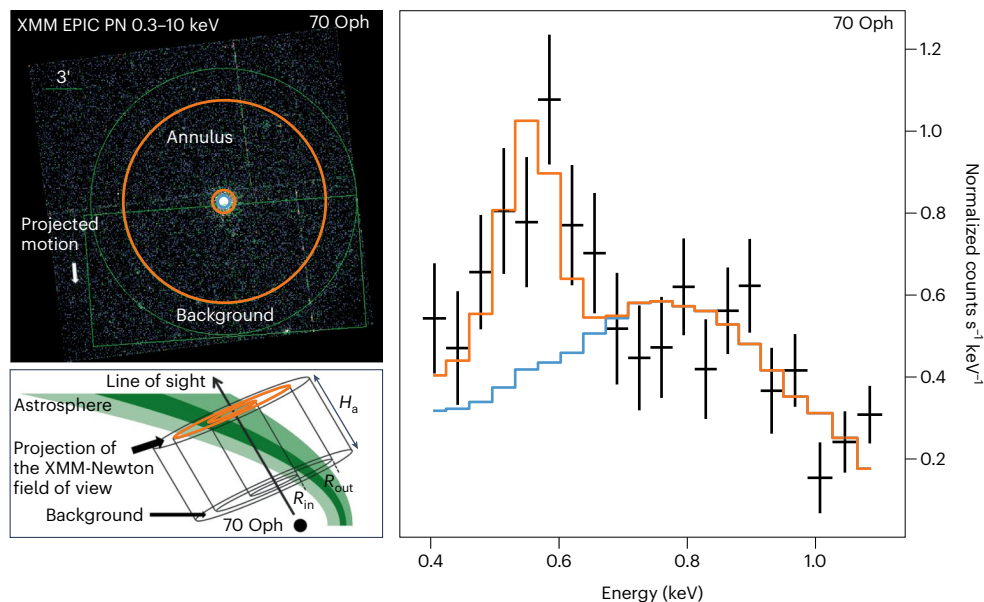 XMM EPIC PN 0.3–10 keV
70 Oph
3'
Annulus
Projected
motion
Background
Line of sight
Astrosphere
Hₐ
Projection of
the XMM-Newton
field of view
R_out
R_in
Background
70 Oph
70 Oph
1.2
1.0
0.8
0.6
0.4
0.2
Normalized counts s⁻¹ keV⁻¹
0.4 0.6 0.8 1.0
Energy (keV)